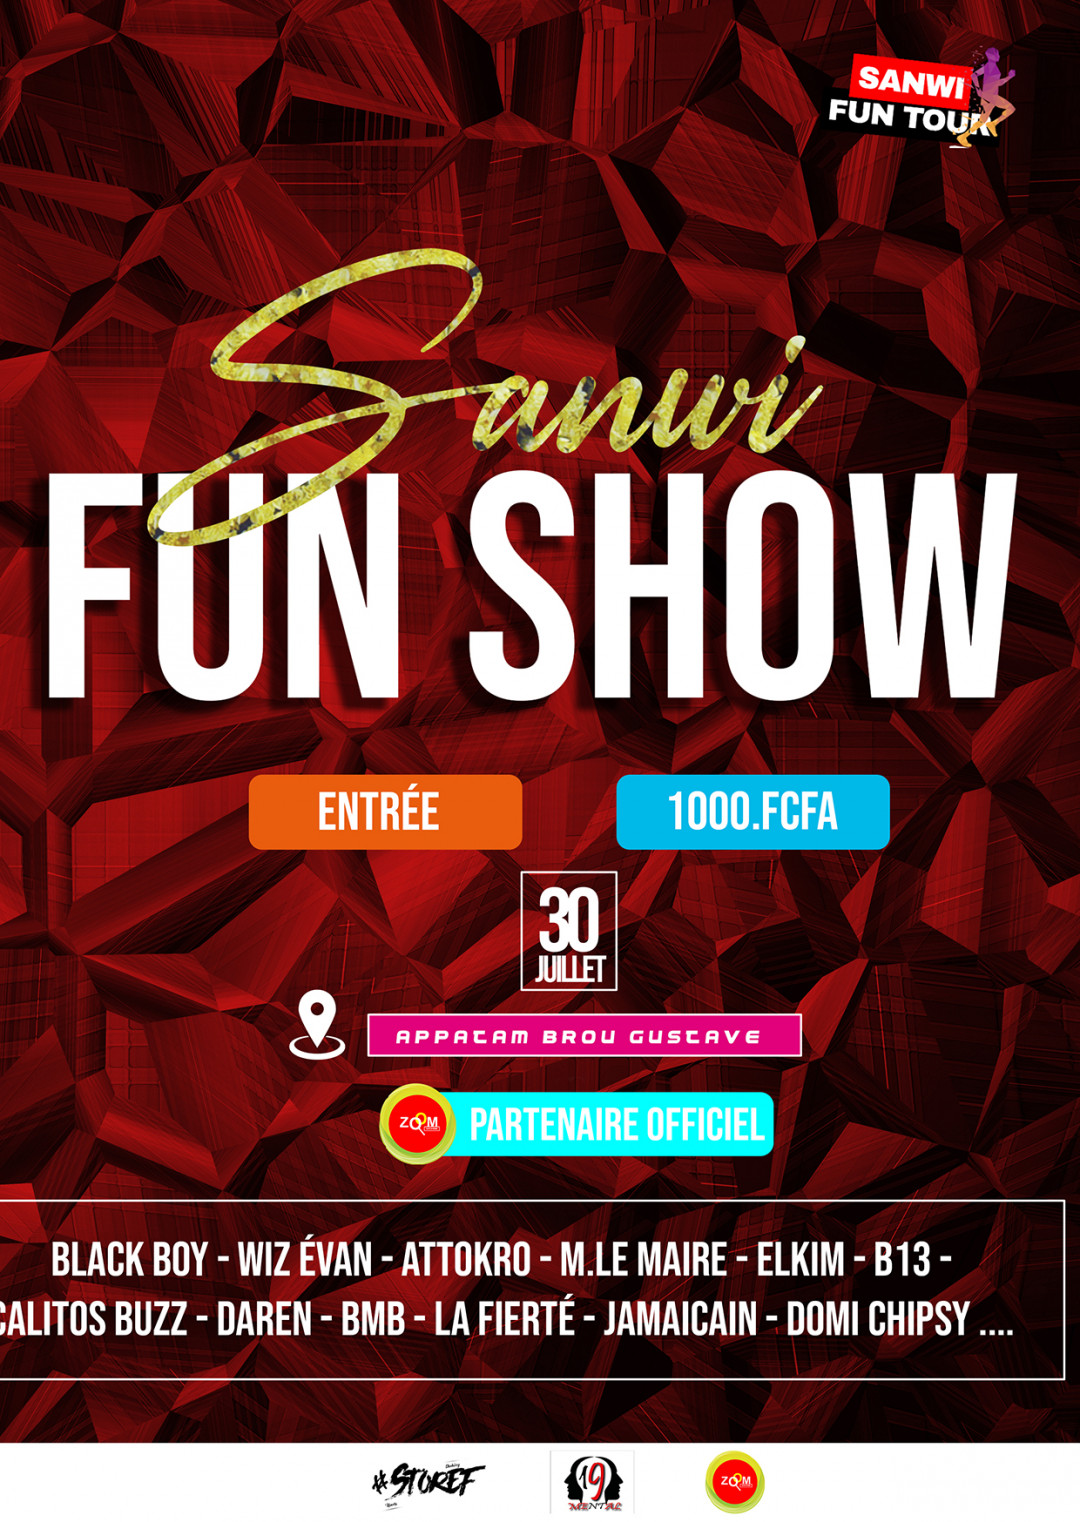 SANWI
FUN TOUR
Sanwi
FUN SHOW
ENTRÉE
1000.FCFA
30
JUILLET
APPATAM BROU GUSTAVE
ZOOM
PARTENAIRE OFFICIEL
BLACK BOY - WIZ ÉVAN - ATTOKRO - M.LE MAIRE - ELKIM - B13 -
CALITOS BUZZ - DAREN - BMB - LA FIERTÉ - JAMAICAIN - DOMI CHIPSY ....
#STOREF
19
MENTAL
ZOOM